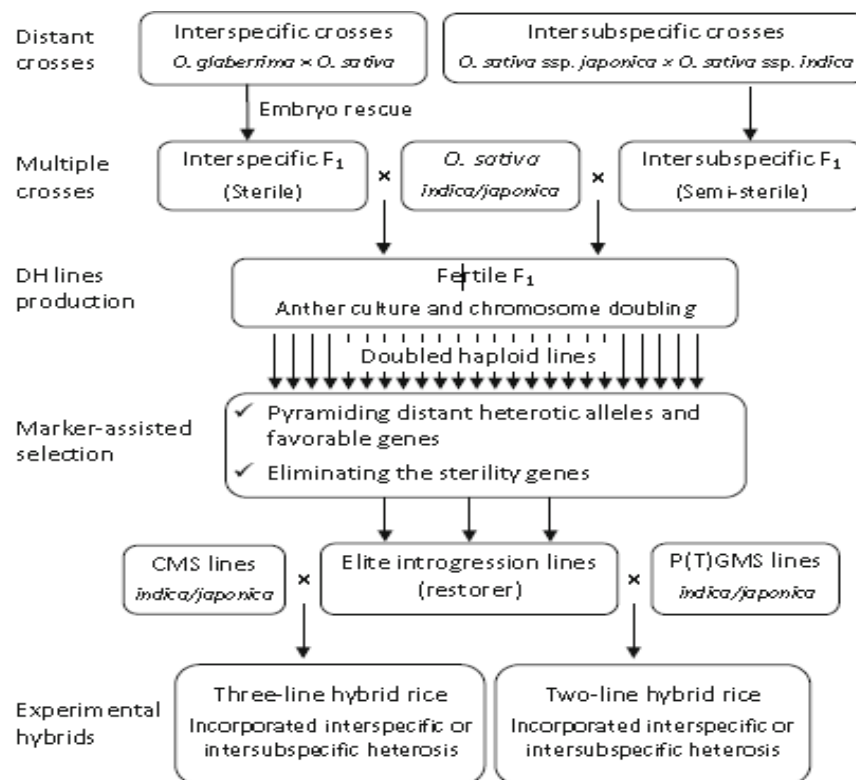 Distant
crosses
Interspecific crosses
O. glaberrima × O. sativa
Intersubspecific crosses
O. sativa ssp. japonica × O. sativa ssp. indica
Embryo rescue
Multiple
crosses
Interspecific F₁
(Sterile)
×
O. sativa
indica/japonica
×
Intersubspecific F₁
(Semi-sterile)
DH lines
production
Fertile F₁
Anther culture and chromosome doubling
Doubled haploid lines
Marker-assisted
selection
✓ Pyramiding distant heterotic alleles and
favorable genes
✓ Eliminating the sterility genes
CMS lines
indica/japonica
×
Elite introgression lines
(restorer)
×
P(T)GMS lines
indica/japonica
Experimental
hybrids
Three-line hybrid rice
Incorporated interspecific or
intersubspecific heterosis
Two-line hybrid rice
Incorporated interspecific or
intersubspecific heterosis